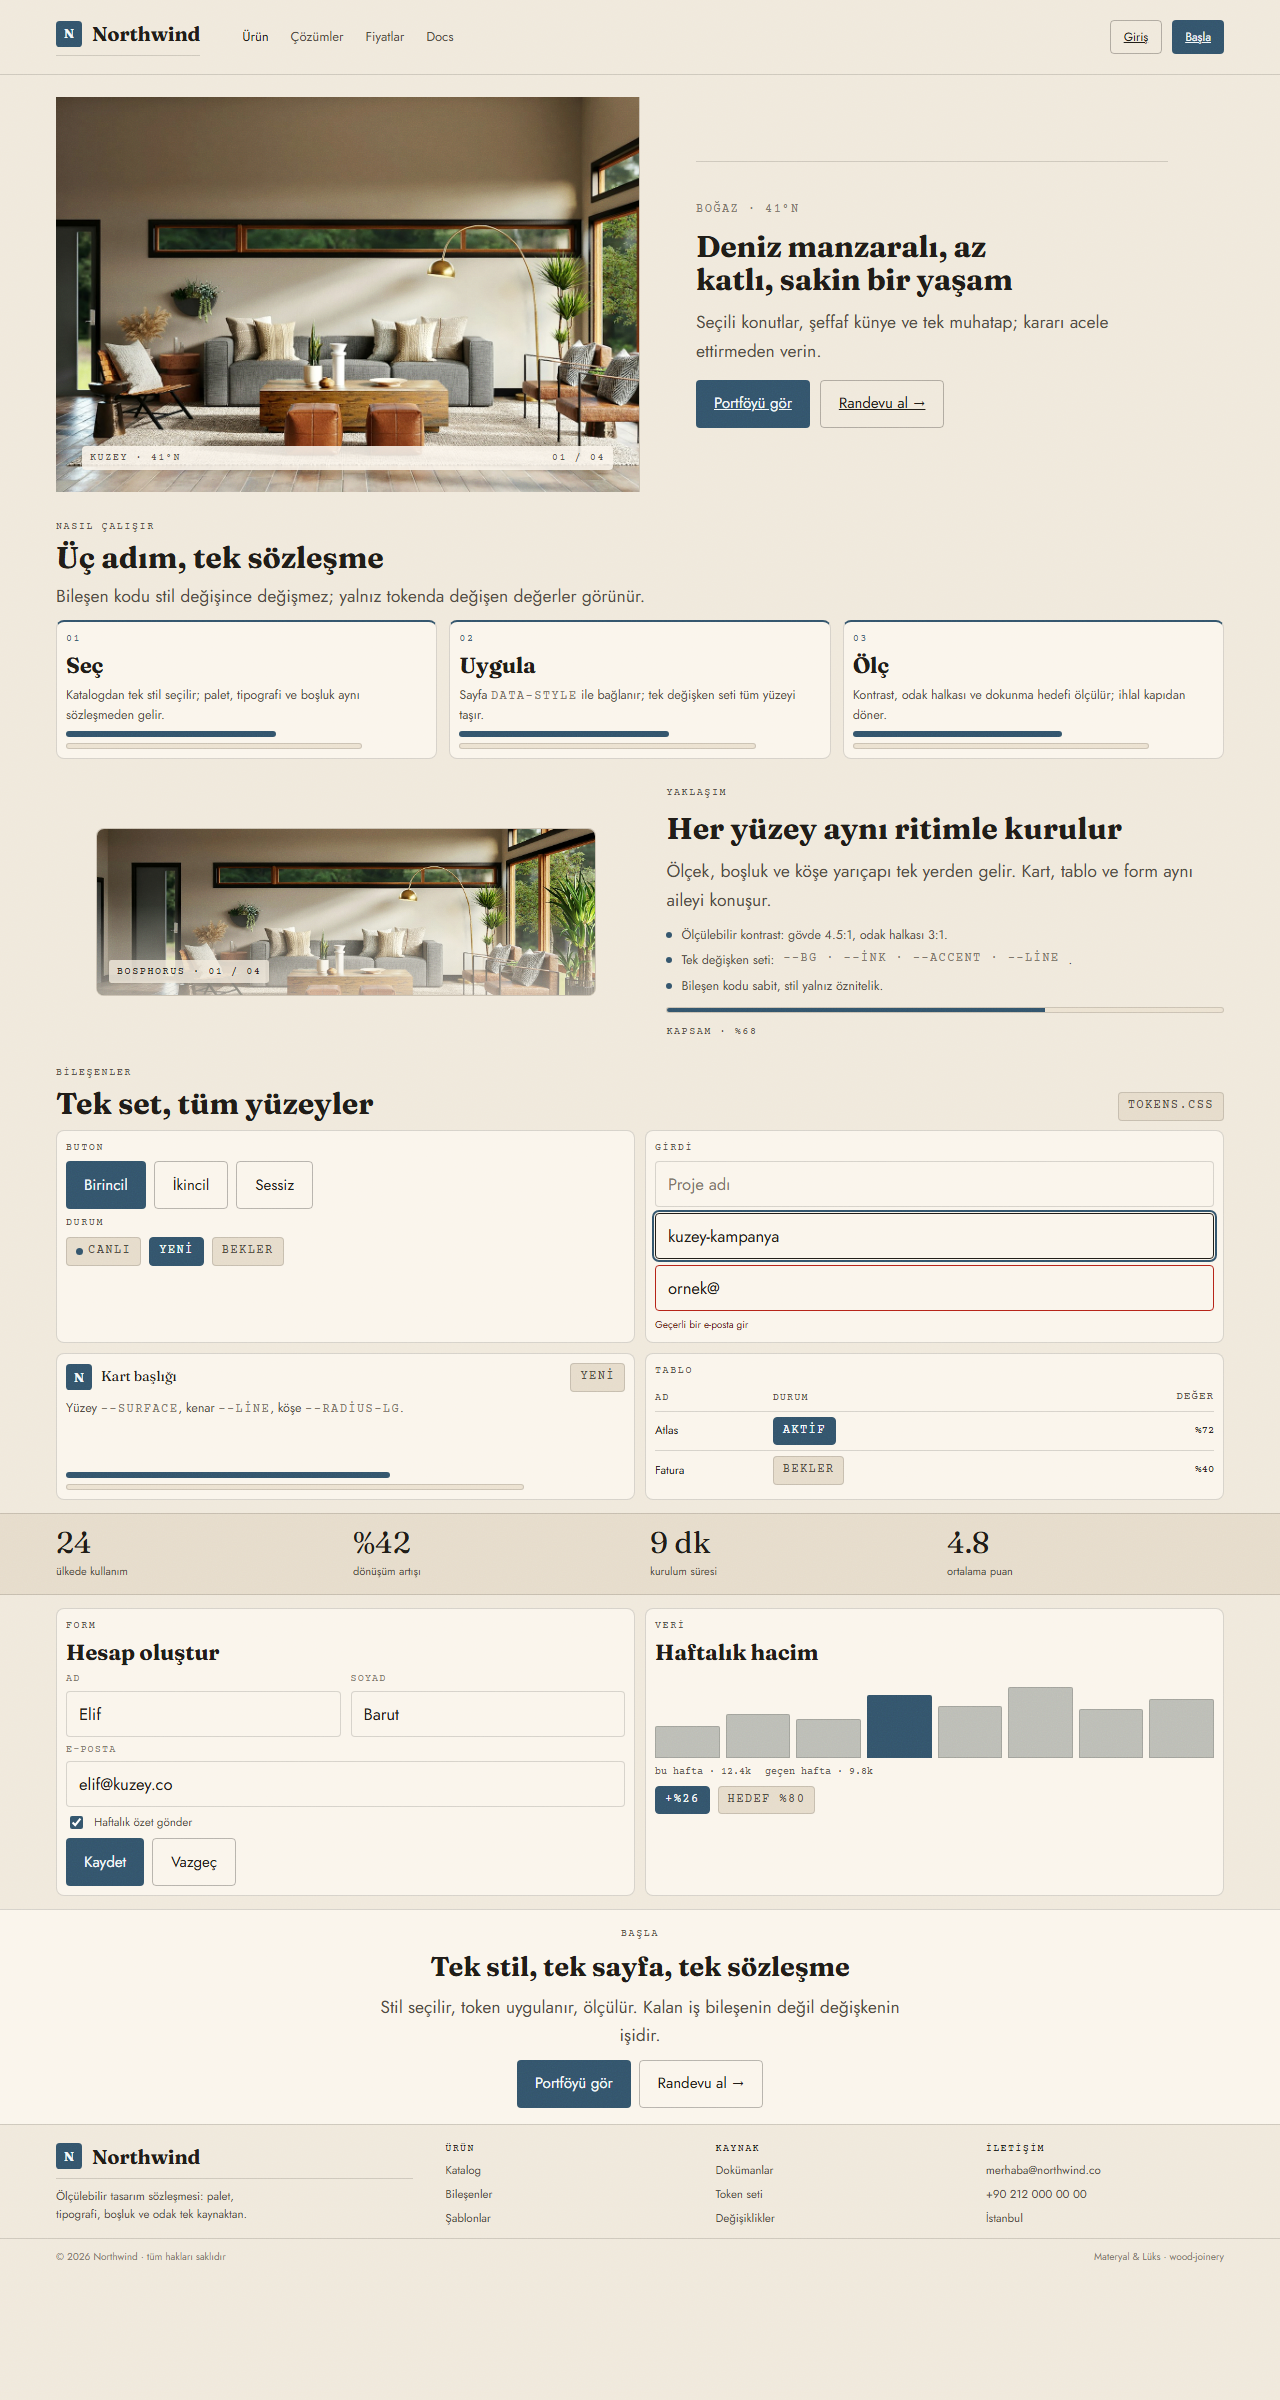 N Northwind
Ürün Çözümler Fiyatlar Docs
Giriş Başla
BOĞAZ · 41°N
Deniz manzaralı, az
katlı, sakin bir yaşam
Seçili konutlar, şeffaf künye ve tek muhatap; kararı acele
ettirmeden verin.
Portföyü gör Randevu al →
KUZEY · 41°N 01 / 04
NASIL ÇALIŞIR
Üç adım, tek sözleşme
Bileşen kodu stil değişince değişmez; yalnız tokenda değişen değerler görünür.
01
Seç
Katalogdan tek stil seçilir; palet, tipografi ve boşluk aynı
sözleşmeden gelir.
02
Uygula
Sayfa DATA-STYLE ile bağlanır; tek değişken seti tüm yüzeyi
taşır.
03
Ölç
Kontrast, odak halkası ve dokunma hedefi ölçülür; ihlal kapıdan
döner.
BOSPHORUS · 01 / 04
YAKLAŞIM
Her yüzey aynı ritimle kurulur
Ölçek, boşluk ve köşe yarıçapı tek yerden gelir. Kart, tablo ve form aynı
aileyi konuşur.
Ölçülebilir kontrast: gövde 4.5:1, odak halkası 3:1.
Tek değişken seti: --BG · --İNK · --ACCENT · --LİNE .
Bileşen kodu sabit, stil yalnız öznitelik.
KAPSAM · %68
BİLEŞENLER
Tek set, tüm yüzeyler
TOKENS.CSS
BUTON
Birincil İkincil Sessiz
DURUM
CANLI YENİ BEKLER
GİRDİ
Proje adı
kuzey-kampanya
ornek@
Geçerli bir e-posta gir
N Kart başlığı YENİ
Yüzey --SURFACE, kenar --LİNE, köşe --RADİUS-LG.
TABLO
AD DURUM DEĞER
Atlas AKTİF %72
Fatura BEKLER %40
24
ülkede kullanım
%42
dönüşüm artışı
9 dk
kurulum süresi
4.8
ortalama puan
FORM
Hesap oluştur
AD SOYAD
Elif Barut
E-POSTA
elif@kuzey.co
Haftalık özet gönder
Kaydet Vazgeç
VERİ
Haftalık hacim
bu hafta · 12.4k geçen hafta · 9.8k
+%26 HEDEF %80
BAŞLA
Tek stil, tek sayfa, tek sözleşme
Stil seçilir, token uygulanır, ölçülür. Kalan iş bileşenin değil değişkenin
işidir.
Portföyü gör Randevu al →
N Northwind
Ölçülebilir tasarım sözleşmesi: palet,
tipografi, boşluk ve odak tek kaynaktan.
ÜRÜN
Katalog
Bileşenler
Şablonlar
KAYNAK
Dokümanlar
Token seti
Değişiklikler
İLETİŞİM
merhaba@northwind.co
+90 212 000 00 00
İstanbul
© 2026 Northwind · tüm hakları saklıdır
Materyal & Lüks · wood-joinery